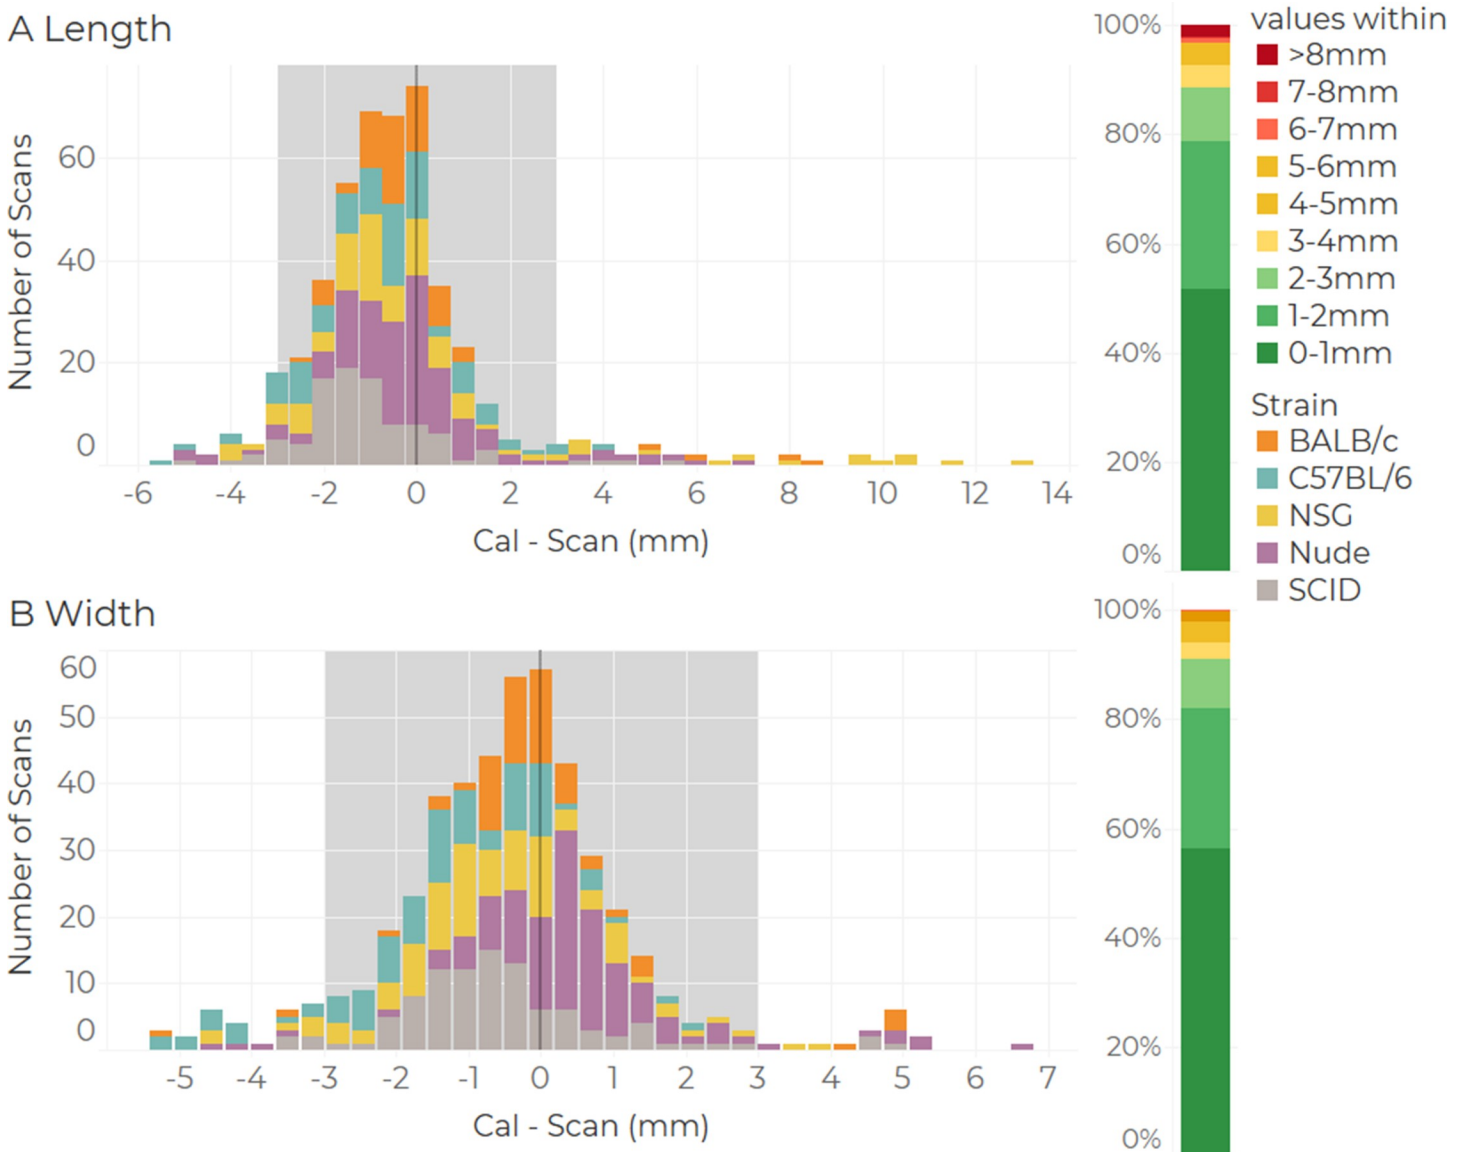 A Length
Number of Scans
60
40
20
0
-6 -4 -2 0 2 4 6 8 10 12 14
Cal - Scan (mm)
100%
80%
60%
40%
20%
0%
values within
>8mm
7-8mm
6-7mm
5-6mm
4-5mm
3-4mm
2-3mm
1-2mm
0-1mm
Strain
BALB/c
C57BL/6
NSG
Nude
SCID
B Width
Number of Scans
60
50
40
30
20
10
0
-5 -4 -3 -2 -1 0 1 2 3 4 5 6 7
Cal - Scan (mm)
100%
80%
60%
40%
20%
0%